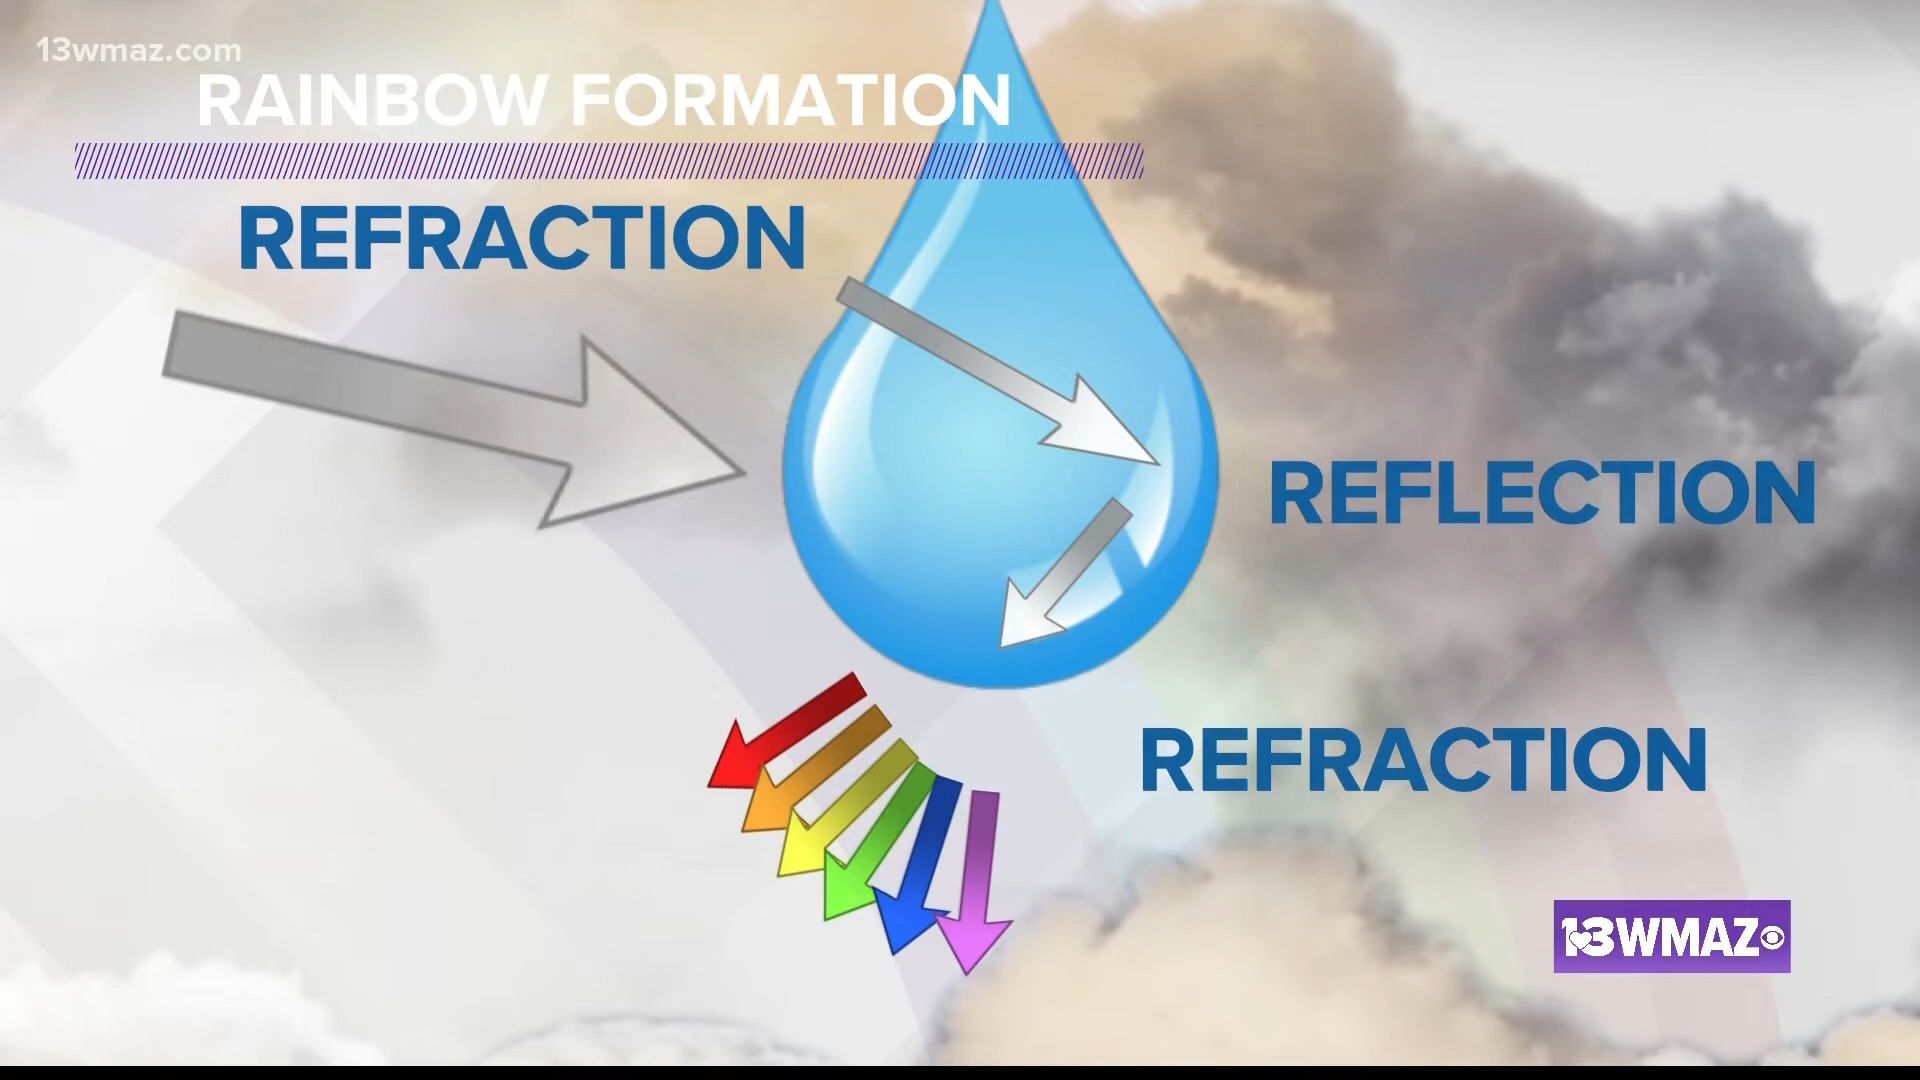 13wmaz.com
RAINBOW FORMATION
REFRACTION
REFLECTION
REFRACTION
13WMAZ